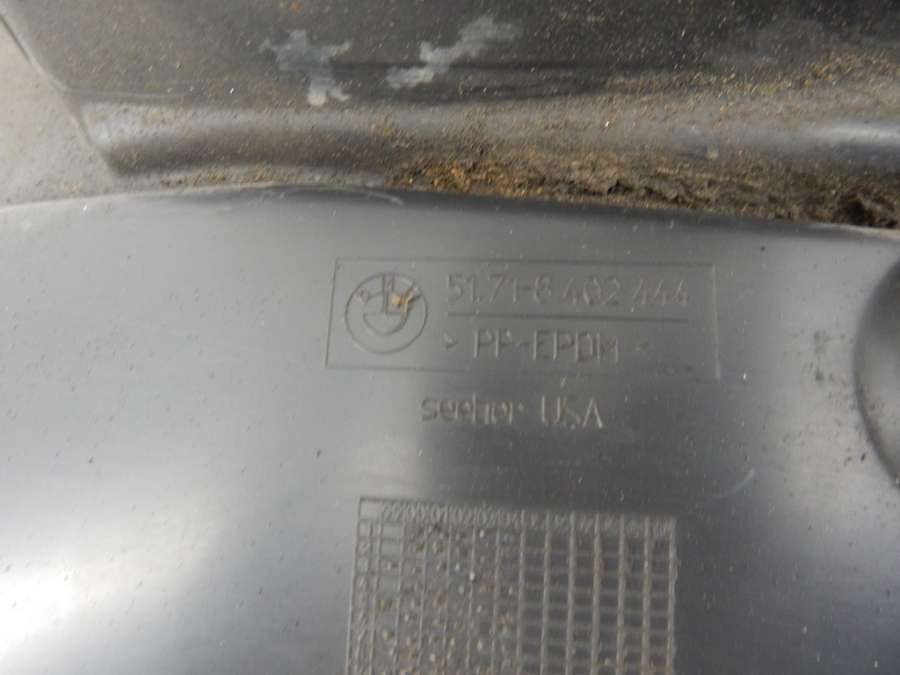 51.71-8 402 444
> PP-EPDM <
seeber USA